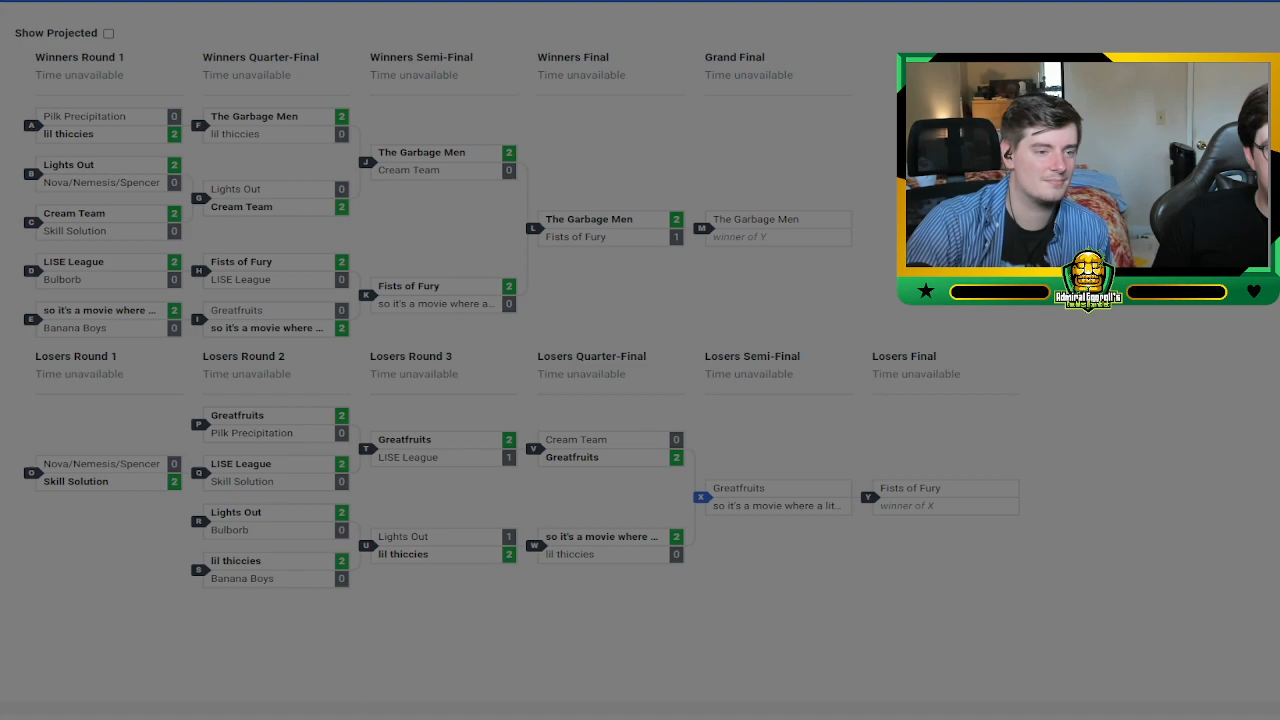 Show Projected
Winners Round 1
Time unavailable
Winners Quarter-Final
Time unavailable
Winners Semi-Final
Time unavailable
Winners Final
Time unavailable
Grand Final
Time unavailable
A
Pilk Precipitation 0
lil thiccies 2
B
Lights Out 2
Nova/Nemesis/Spencer 0
C
Cream Team 2
Skill Solution 0
D
LISE League 2
Bulborb 0
E
so it's a movie where ... 2
Banana Boys 0
F
The Garbage Men 2
lil thiccies 0
G
Lights Out 0
Cream Team 2
H
Fists of Fury 2
LISE League 0
I
Greatfruits 0
so it's a movie where ... 2
J
The Garbage Men 2
Cream Team 0
K
Fists of Fury 2
so it's a movie where a... 0
L
The Garbage Men 2
Fists of Fury 1
M
The Garbage Men
winner of Y
Losers Round 1
Time unavailable
Losers Round 2
Time unavailable
Losers Round 3
Time unavailable
Losers Quarter-Final
Time unavailable
Losers Semi-Final
Time unavailable
Losers Final
Time unavailable
O
Nova/Nemesis/Spencer 0
Skill Solution 2
P
Greatfruits 2
Pilk Precipitation 0
Q
LISE League 2
Skill Solution 0
R
Lights Out 2
Bulborb 0
S
lil thiccies 2
Banana Boys 0
T
Greatfruits 2
LISE League 1
U
Lights Out 1
lil thiccies 2
V
Cream Team 0
Greatfruits 2
W
so it's a movie where ... 2
lil thiccies 0
X
Greatfruits
so it's a movie where a lit...
Y
Fists of Fury
winner of X
Admiral Eggroll's